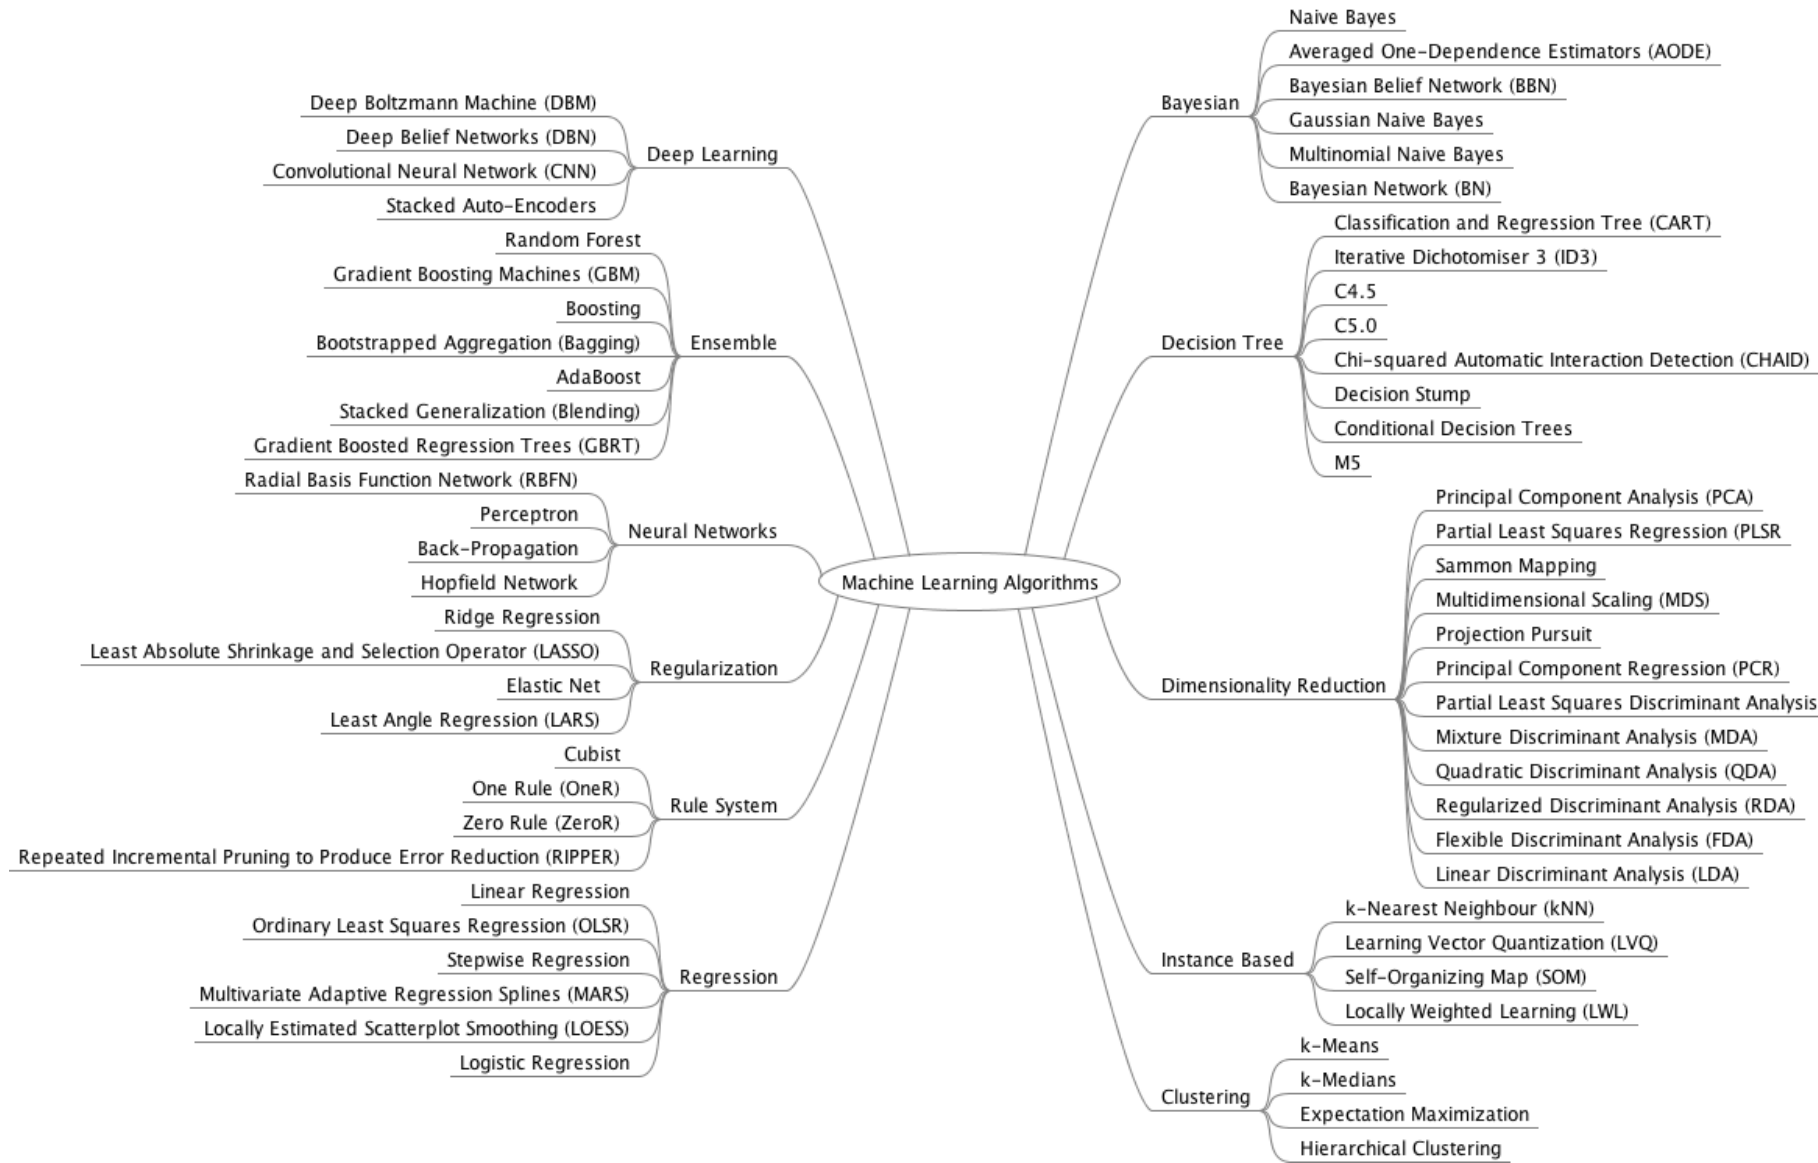 Machine Learning Algorithms
Deep Learning
Deep Boltzmann Machine (DBM)
Deep Belief Networks (DBN)
Convolutional Neural Network (CNN)
Stacked Auto-Encoders
Ensemble
Random Forest
Gradient Boosting Machines (GBM)
Boosting
Bootstrapped Aggregation (Bagging)
AdaBoost
Stacked Generalization (Blending)
Gradient Boosted Regression Trees (GBRT)
Neural Networks
Radial Basis Function Network (RBFN)
Perceptron
Back-Propagation
Hopfield Network
Regularization
Ridge Regression
Least Absolute Shrinkage and Selection Operator (LASSO)
Elastic Net
Least Angle Regression (LARS)
Rule System
Cubist
One Rule (OneR)
Zero Rule (ZeroR)
Repeated Incremental Pruning to Produce Error Reduction (RIPPER)
Regression
Linear Regression
Ordinary Least Squares Regression (OLSR)
Stepwise Regression
Multivariate Adaptive Regression Splines (MARS)
Locally Estimated Scatterplot Smoothing (LOESS)
Logistic Regression
Bayesian
Naive Bayes
Averaged One-Dependence Estimators (AODE)
Bayesian Belief Network (BBN)
Gaussian Naive Bayes
Multinomial Naive Bayes
Bayesian Network (BN)
Decision Tree
Classification and Regression Tree (CART)
Iterative Dichotomiser 3 (ID3)
C4.5
C5.0
Chi-squared Automatic Interaction Detection (CHAID)
Decision Stump
Conditional Decision Trees
M5
Dimensionality Reduction
Principal Component Analysis (PCA)
Partial Least Squares Regression (PLSR
Sammon Mapping
Multidimensional Scaling (MDS)
Projection Pursuit
Principal Component Regression (PCR)
Partial Least Squares Discriminant Analysis
Mixture Discriminant Analysis (MDA)
Quadratic Discriminant Analysis (QDA)
Regularized Discriminant Analysis (RDA)
Flexible Discriminant Analysis (FDA)
Linear Discriminant Analysis (LDA)
Instance Based
k-Nearest Neighbour (kNN)
Learning Vector Quantization (LVQ)
Self-Organizing Map (SOM)
Locally Weighted Learning (LWL)
Clustering
k-Means
k-Medians
Expectation Maximization
Hierarchical Clustering